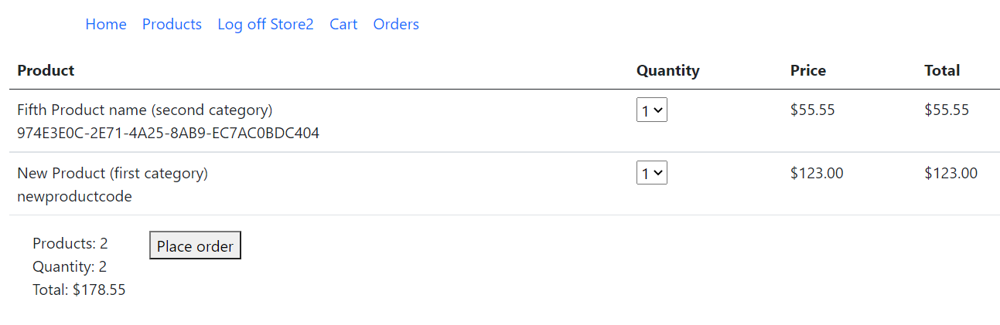 Home Products Log off Store2 Cart Orders
Product Quantity Price Total
Fifth Product name (second category) 1 $55.55 $55.55
974E3E0C-2E71-4A25-8AB9-EC7AC0BDC404
New Product (first category) 1 $123.00 $123.00
newproductcode
Products: 2 Place order
Quantity: 2
Total: $178.55